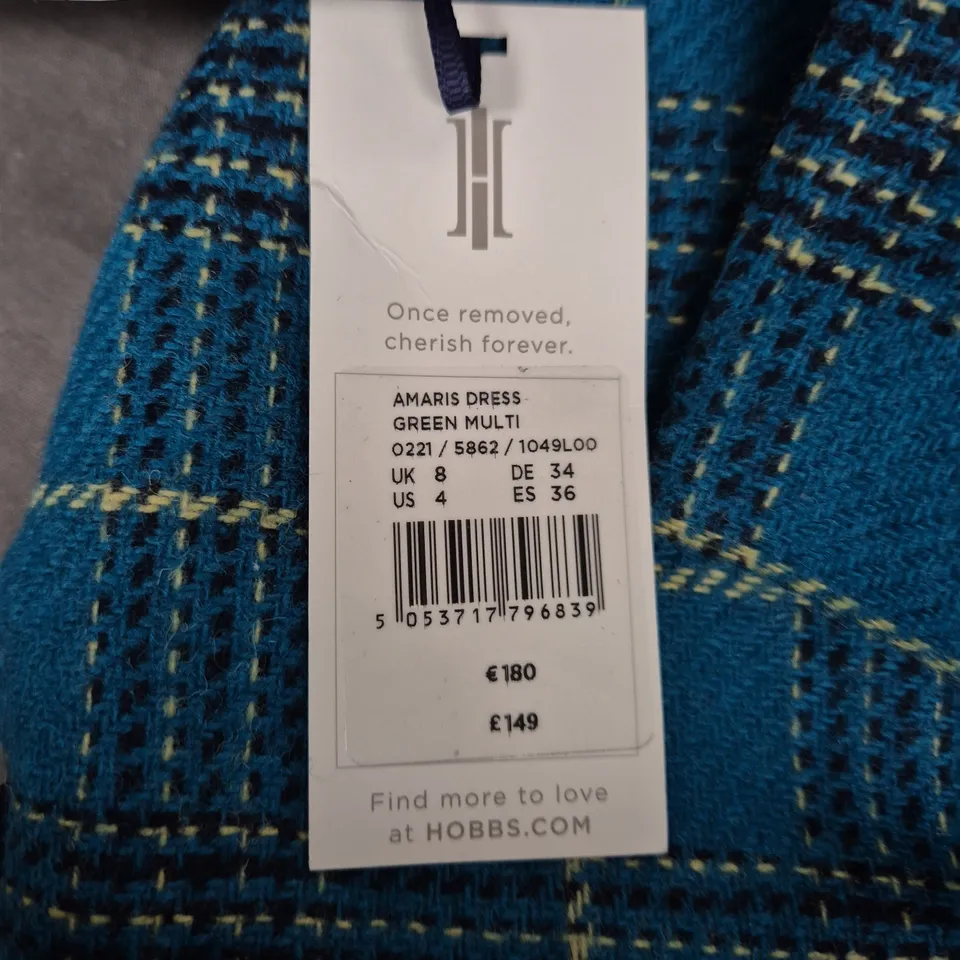 Once removed,
cherish forever.
AMARIS DRESS
GREEN MULTI
0221 / 5862 / 1049L00
UK 8 DE 34
US 4 ES 36
5 053717 796839
€180
£149
Find more to love
at HOBBS.COM